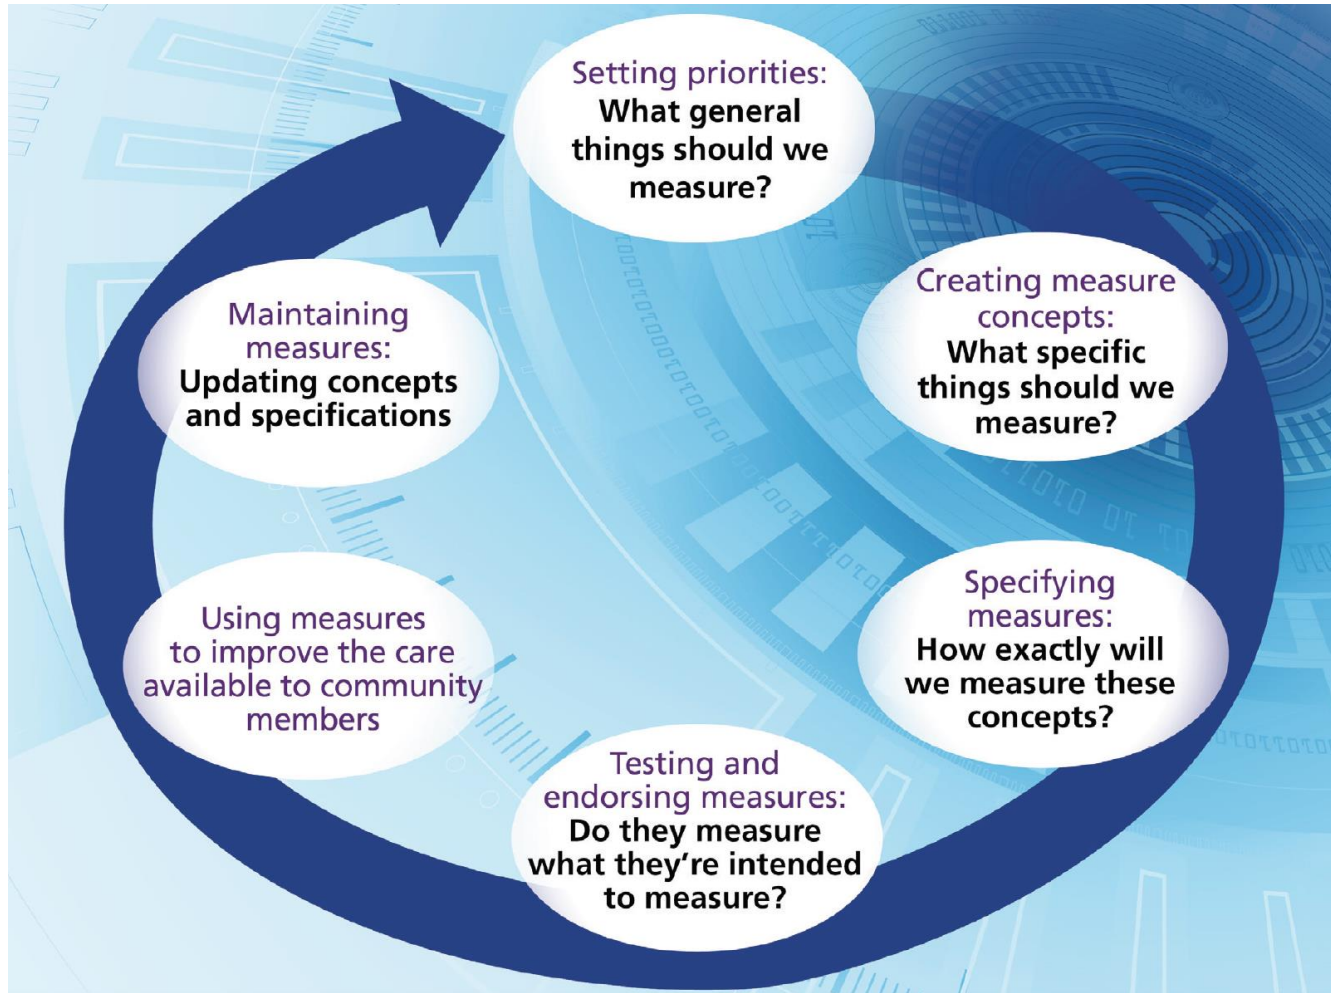 Setting priorities:
What general
things should we
measure?
Creating measure
concepts:
What specific
things should we
measure?
Specifying
measures:
How exactly will
we measure these
concepts?
Testing and
endorsing measures:
Do they measure
what they're intended
to measure?
Using measures
to improve the care
available to community
members
Maintaining
measures:
Updating concepts
and specifications